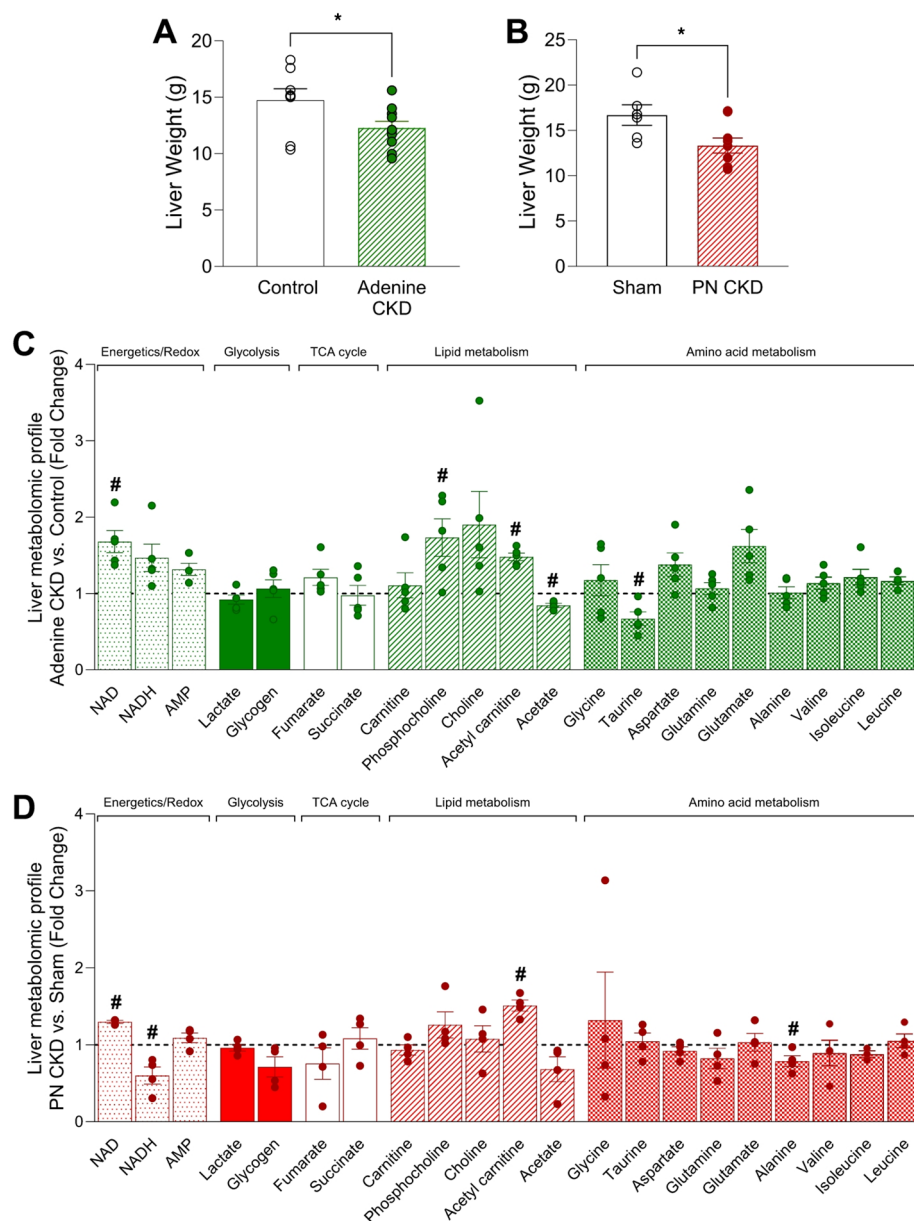 A
B
*
*
Liver Weight (g)
20
15
10
5
0
Control
Adenine
CKD
Liver Weight (g)
25
20
15
10
5
0
Sham
PN CKD
C
Energetics/Redox
Glycolysis
TCA cycle
Lipid metabolism
Amino acid metabolism
Liver metabolomic profile
Adenine CKD vs. Control (Fold Change)
4
3
2
1
0
#
#
#
#
#
NAD
NADH
AMP
Lactate
Glycogen
Fumarate
Succinate
Carnitine
Phosphocholine
Choline
Acetyl carnitine
Acetate
Glycine
Taurine
Aspartate
Glutamine
Glutamate
Alanine
Valine
Isoleucine
Leucine
D
Energetics/Redox
Glycolysis
TCA cycle
Lipid metabolism
Amino acid metabolism
Liver metabolomic profile
PN CKD vs. Sham (Fold Change)
4
3
2
1
0
#
#
#
#
NAD
NADH
AMP
Lactate
Glycogen
Fumarate
Succinate
Carnitine
Phosphocholine
Choline
Acetyl carnitine
Acetate
Glycine
Taurine
Aspartate
Glutamine
Glutamate
Alanine
Valine
Isoleucine
Leucine